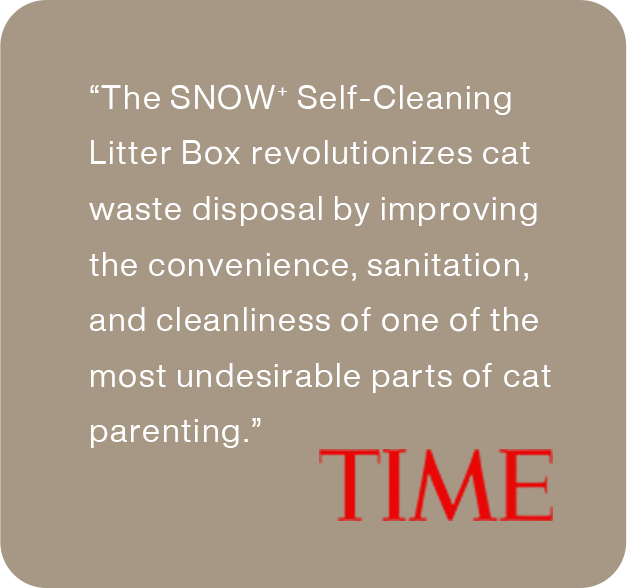 “The SNOW⁺ Self-Cleaning
Litter Box revolutionizes cat
waste disposal by improving
the convenience, sanitation,
and cleanliness of one of the
most undesirable parts of cat
parenting.”
TIME